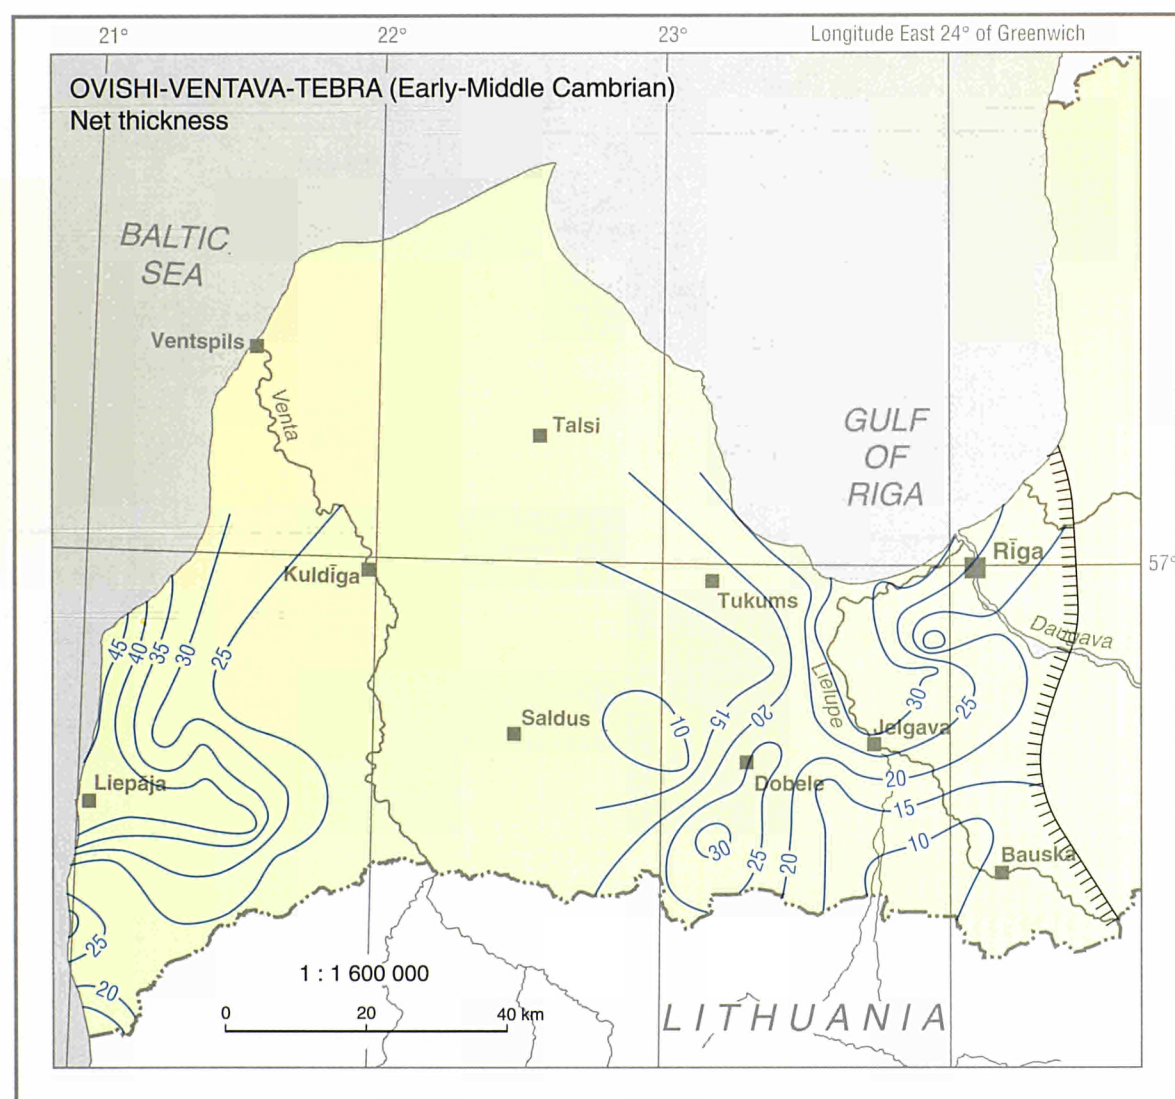 21°
22°
23°
Longitude East 24° of Greenwich
OVISHI-VENTAVA-TEBRA (Early-Middle Cambrian)
Net thickness
BALTIC
SEA
Ventspils
Venta
Talsi
GULF
OF
RIGA
Rīga
57°
Kuldīga
Tukums
Daugava
45
40
35
30
25
Lielupe
30
25
10
15
20
Saldus
Jelgava
Liepāja
Dobele
20
15
30
25
20
10
Bauska
25
20
1 : 1 600 000
0
20
40 km
LITHUANIA